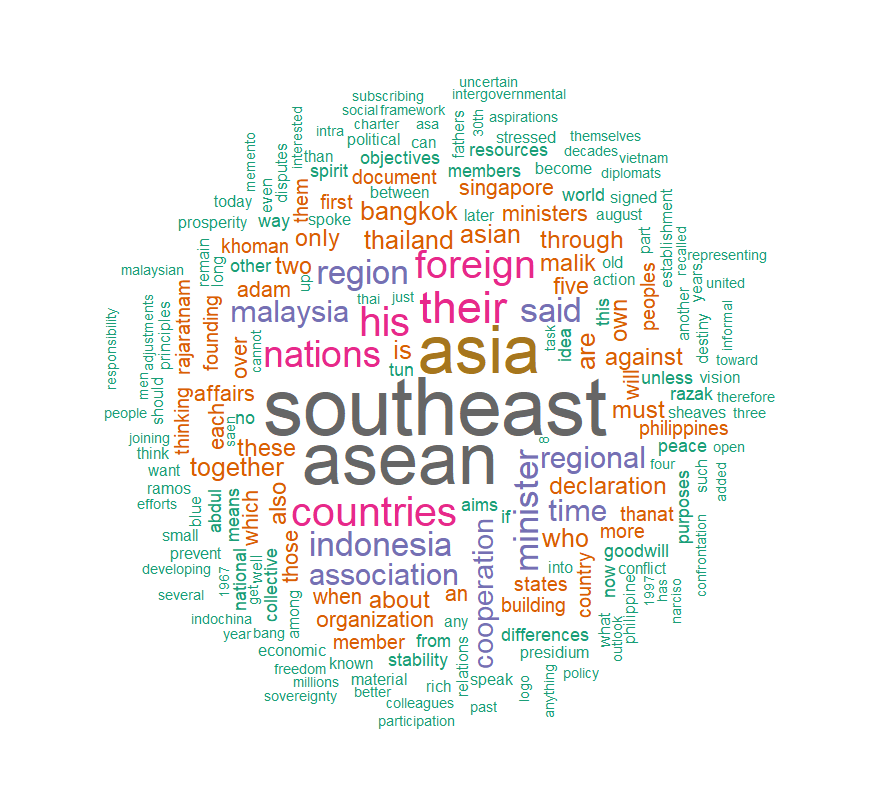 uncertain
subscribing intergovernmental
social framework
charter asa fathers 30th aspirations
intra political can stressed themselves
interested than objectives resources decades
memento disputes spirit document members become vietnam
even them between singapore world signed diplomats
today first bangkok later ministers august
prosperity way spoke only thailand asian through part establishment
khoman two region foreign malik old peoples recalled representing
malaysian remain long other up thai just five action another years united
adam malaysia his their said this own destiny informal
responsibility adjustments principles rajaratnam founding over cannot nations is asia task idea are against toward
men should affairs tun will unless vision
people thinking each no southeast must razak therefore
saen sheaves three
joining these asean 8 philippines
think together regional peace open
want also countries aims minister four such added
ramos abdul means which if declaration purposes
efforts blue indonesia cooperation time thanat
small who more
prevent national well those association into goodwill confrontation
developing 1967 get collective states now conflict
several when about an building country 1997 has narciso
indochina among organization any what outlook philippine
year bang member from differences
economic known stability relations presidium
freedom material rich speak policy
millions better logo anything
sovereignty colleagues past
participation